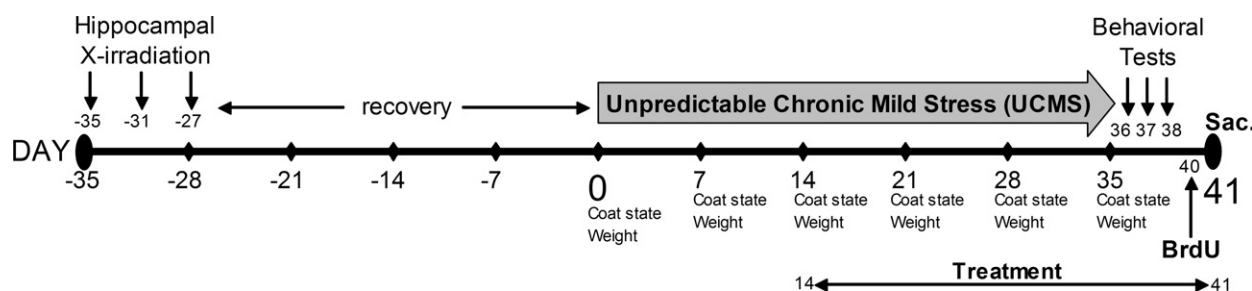 Hippocampal
X-irradiation
-35 -31 -27
recovery
Unpredictable Chronic Mild Stress (UCMS)
Behavioral
Tests
36 37 38
Sac.
DAY
-35 -28 -21 -14 -7 0 7 14 21 28 35 40 41
Coat state Coat state Coat state Coat state Coat state Coat state
Weight Weight Weight Weight Weight Weight
BrdU
Treatment
14 41